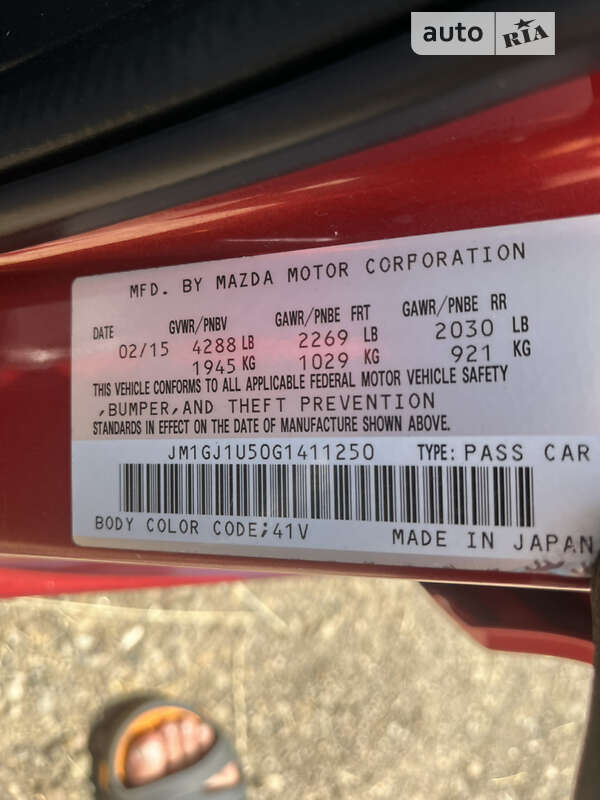 auto RIA
MFD. BY MAZDA MOTOR CORPORATION
DATE GVWR/PNBV GAWR/PNBE FRT GAWR/PNBE RR
02/15 4288 LB 2269 LB 2030 LB
1945 KG 1029 KG 921 KG
THIS VEHICLE CONFORMS TO ALL APPLICABLE FEDERAL MOTOR VEHICLE SAFETY
,BUMPER,AND THEFT PREVENTION
STANDARDS IN EFFECT ON THE DATE OF MANUFACTURE SHOWN ABOVE.
JM1GJ1U50G1411250 TYPE: PASS CAR
BODY COLOR CODE;41V MADE IN JAPAN